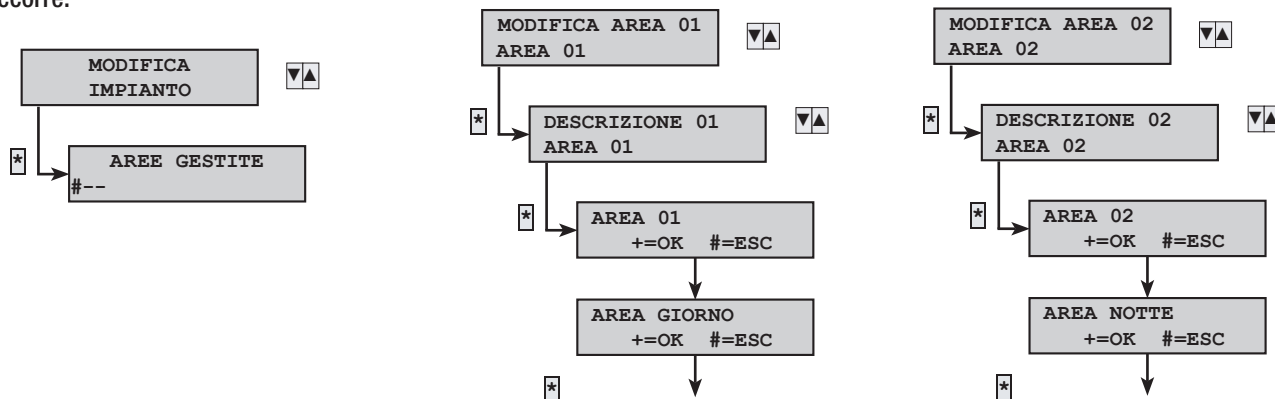 MODIFICA
IMPIANTO
▼▲
*
AREE GESTITE
#--
MODIFICA AREA 01
AREA 01
▼▲
*
DESCRIZIONE 01
AREA 01
▼▲
*
AREA 01
+=OK #=ESC
AREA GIORNO
+=OK #=ESC
*
MODIFICA AREA 02
AREA 02
▼▲
*
DESCRIZIONE 02
AREA 02
▼▲
*
AREA 02
+=OK #=ESC
AREA NOTTE
+=OK #=ESC
*